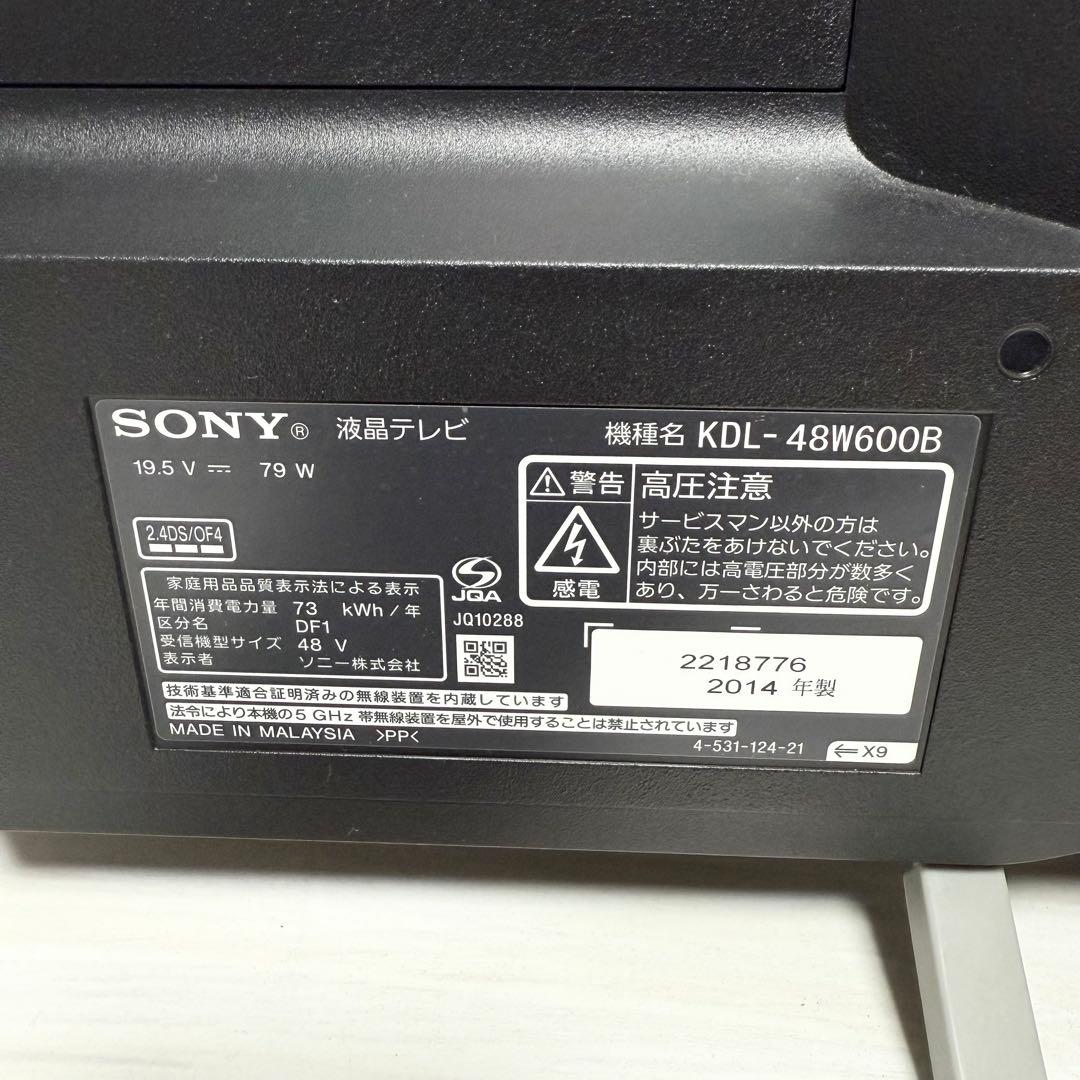 SONY® 液晶テレビ
機種名 KDL-48W600B
19.5 V ⎓ 79 W
2.4DS/OF4
⚠警告 高圧注意
感電
サービスマン以外の方は
裏ぶたをあけないでください。
内部には高電圧部分が数多く
あり、万一さわると危険です。
家庭用品品質表示法による表示
年間消費電力量 73 kWh/年
区分名 DF1
受信機型サイズ 48 V
表示者 ソニー株式会社
JQA
JQ10288
2218776
2014 年製
技術基準適合証明済みの無線装置を内蔵しています
法令により本機の5 GHz 帯無線装置を屋外で使用することは禁止されています
MADE IN MALAYSIA >PP<
4-531-124-21
⇐X9